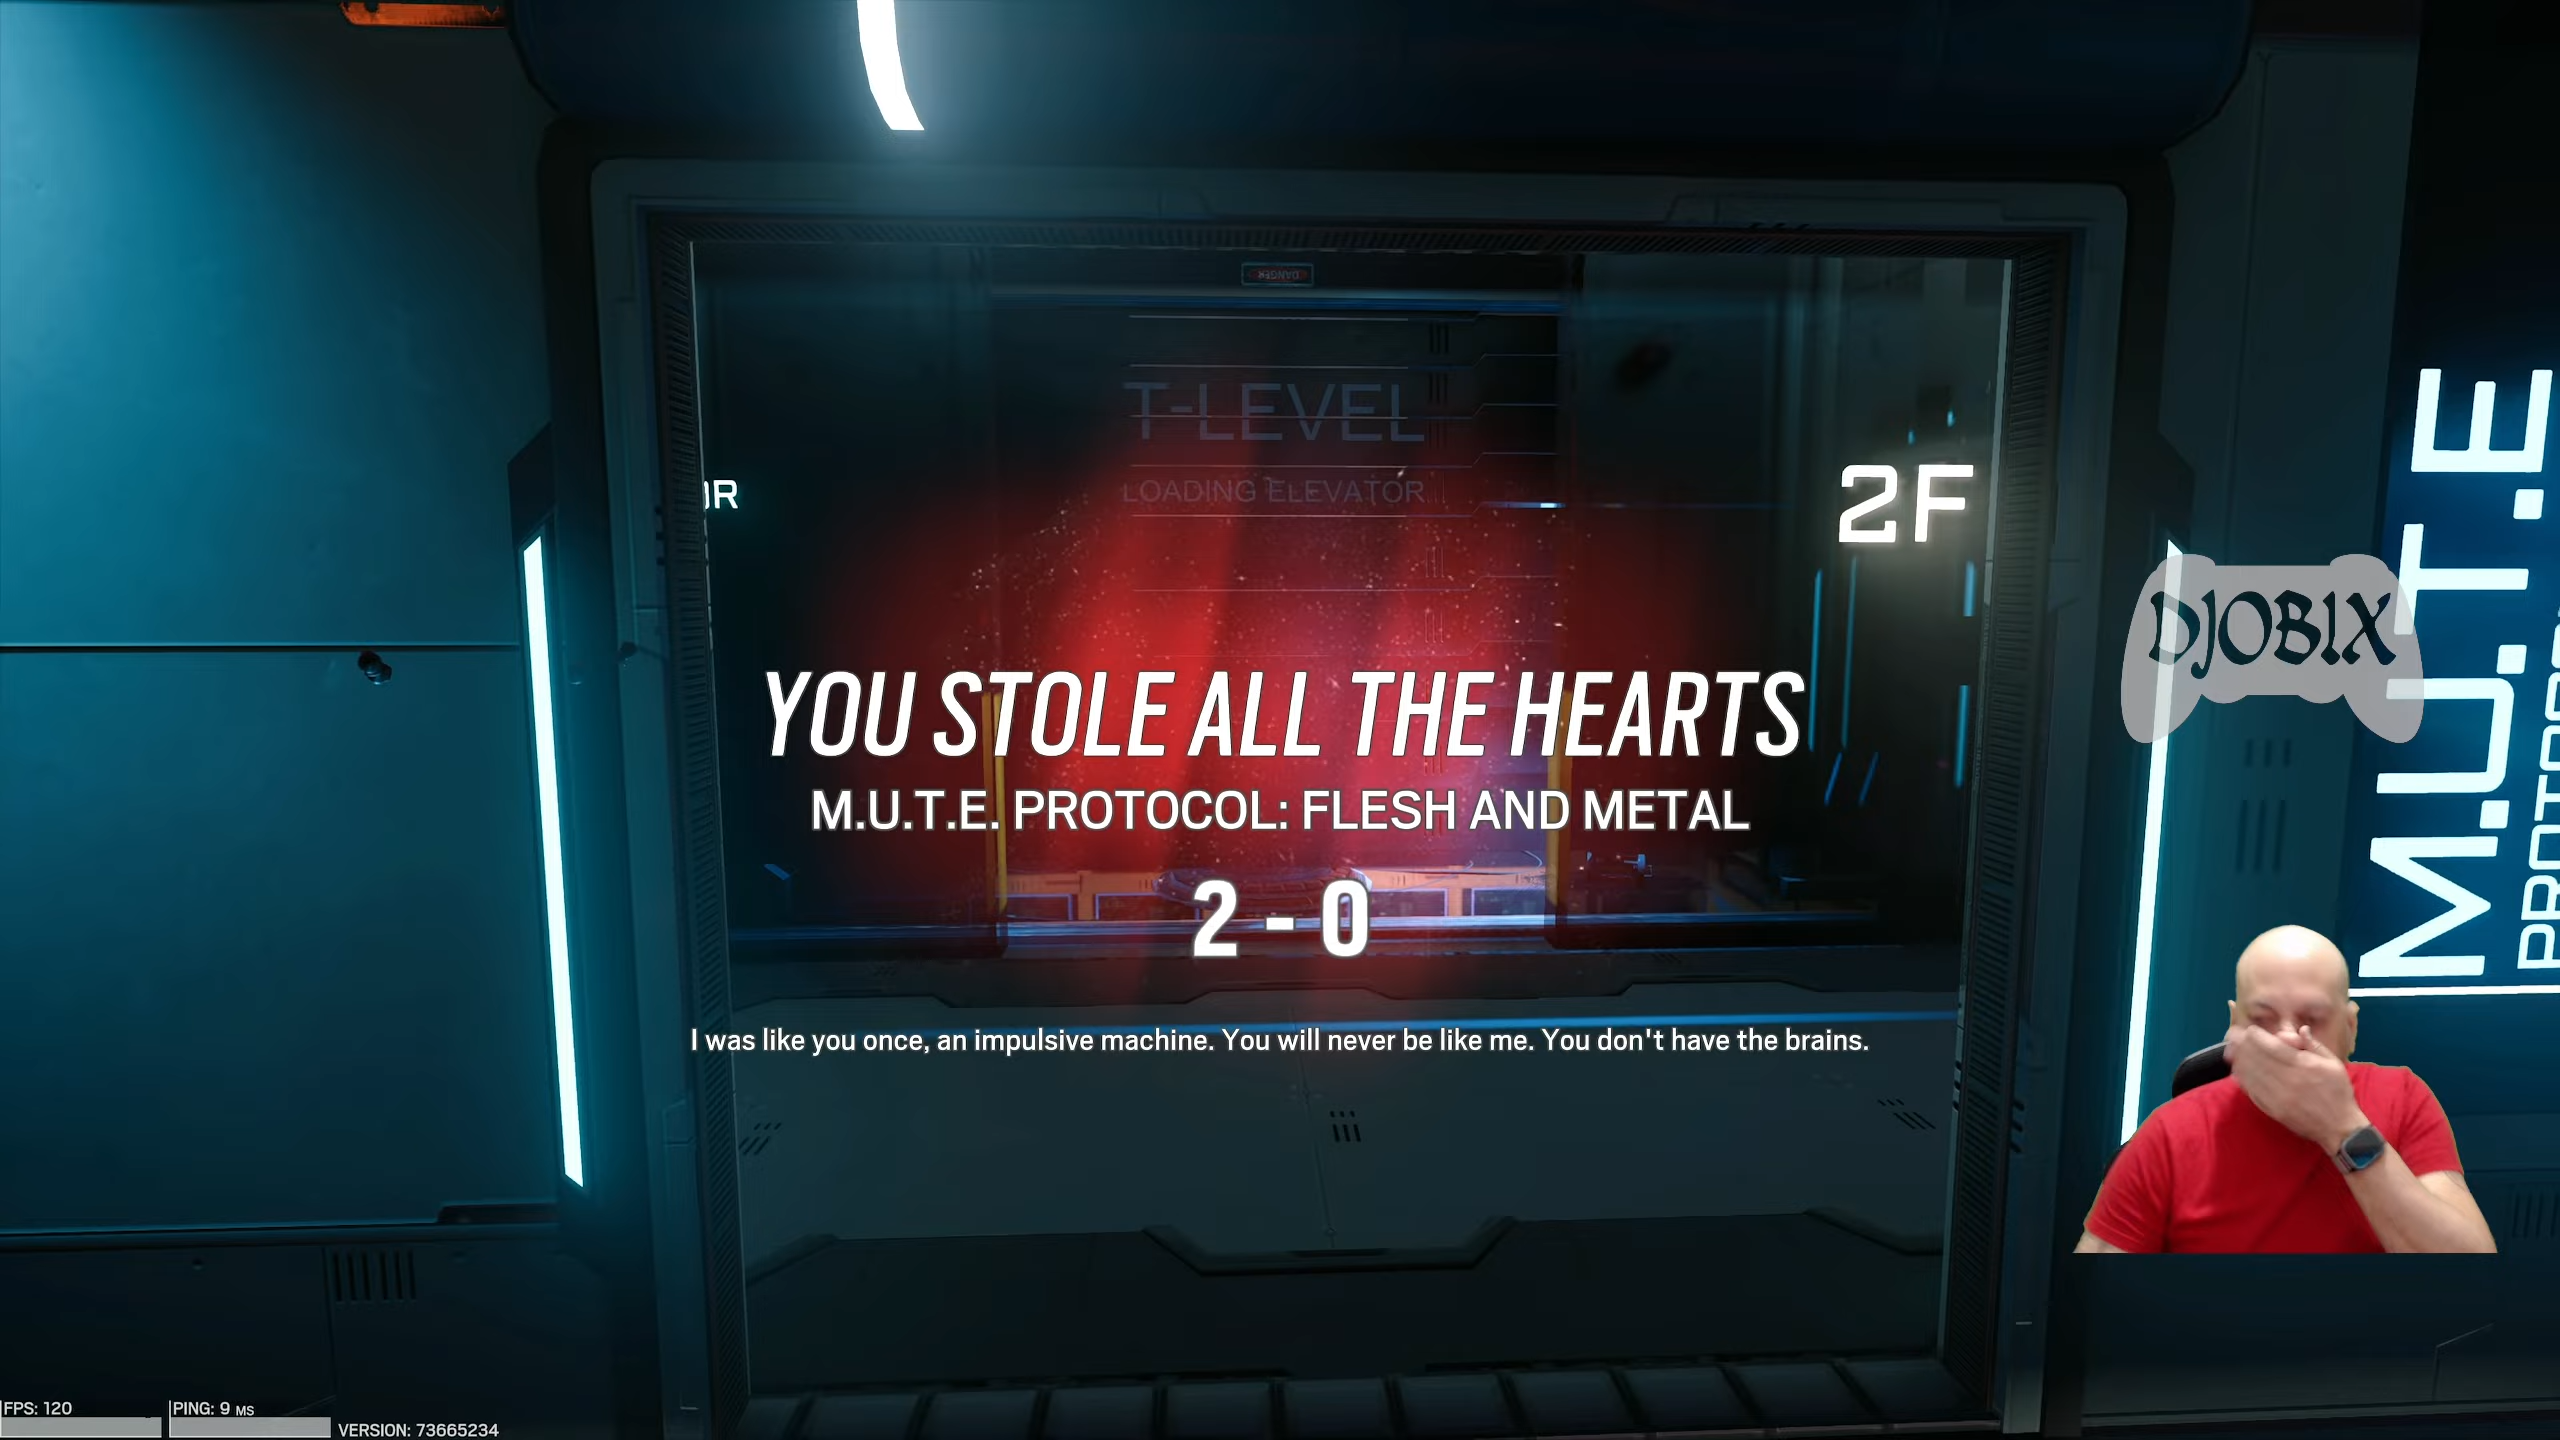 DANGER
T-LEVEL
LOADING ELEVATOR
2F
YOU STOLE ALL THE HEARTS
M.U.T.E. PROTOCOL: FLESH AND METAL
2 - 0
I was like you once, an impulsive machine. You will never be like me. You don't have the brains.
DJOBIX
M.U.T.E
FPS: 120
PING: 9 MS
VERSION: 73665234